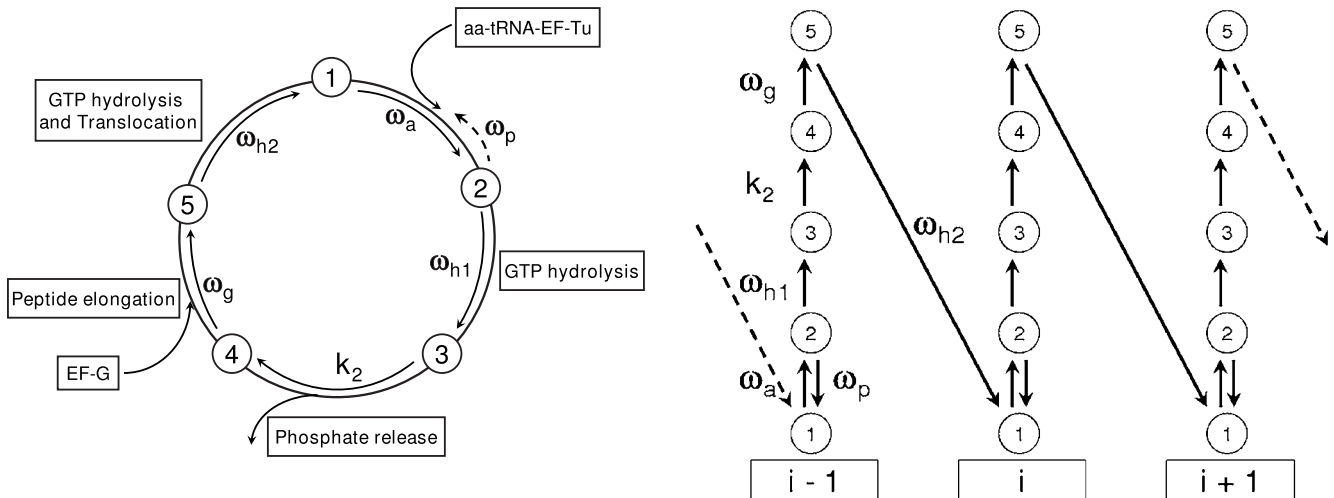 aa-tRNA-EF-Tu
1
GTP hydrolysis
and Translocation
ωa
ωp
ωh2
2
5
ωh1
GTP hydrolysis
Peptide elongation
ωg
4
3
k2
EF-G
Phosphate release
5
5
5
ωg
4
4
4
k2
3
3
3
ωh2
ωh1
2
2
2
ωa
ωp
1
1
1
i - 1
i
i + 1